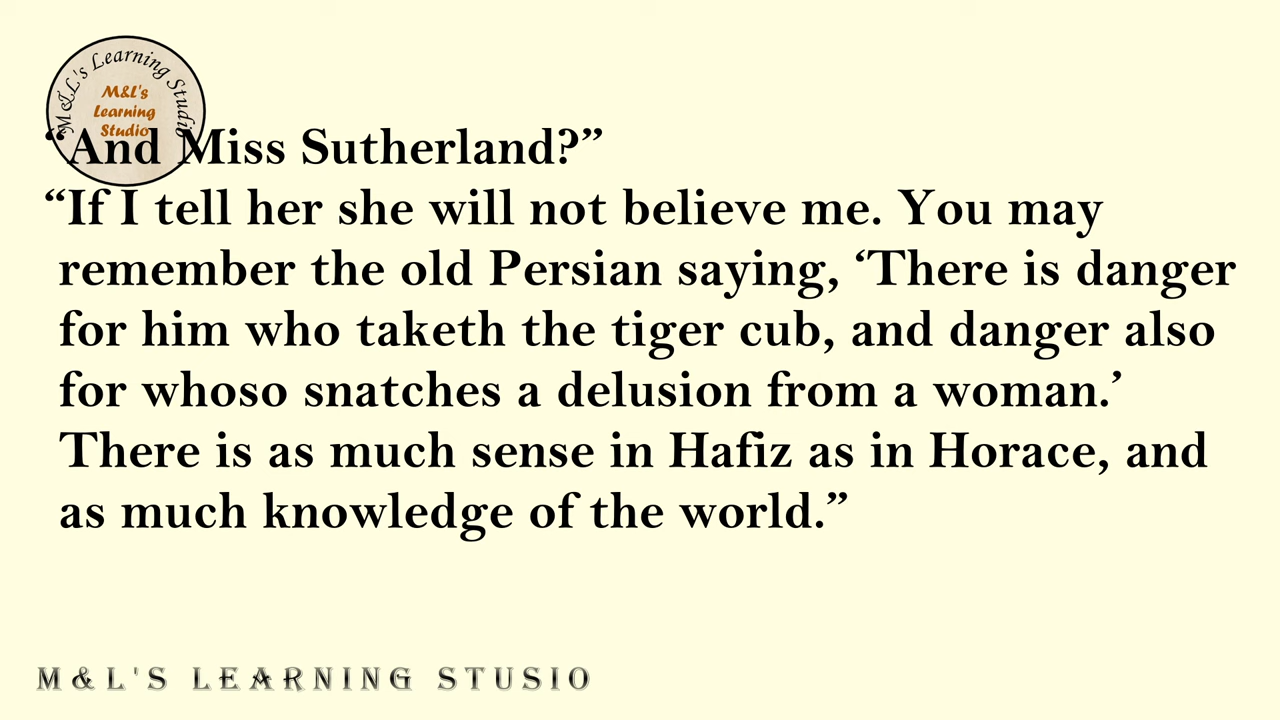 M&L's Learning Studio
M&L's
Learning
Studio
“And Miss Sutherland?”
“If I tell her she will not believe me. You may
remember the old Persian saying, ‘There is danger
for him who taketh the tiger cub, and danger also
for whoso snatches a delusion from a woman.’
There is as much sense in Hafiz as in Horace, and
as much knowledge of the world.”
M&L'S LEARNING STUSIO